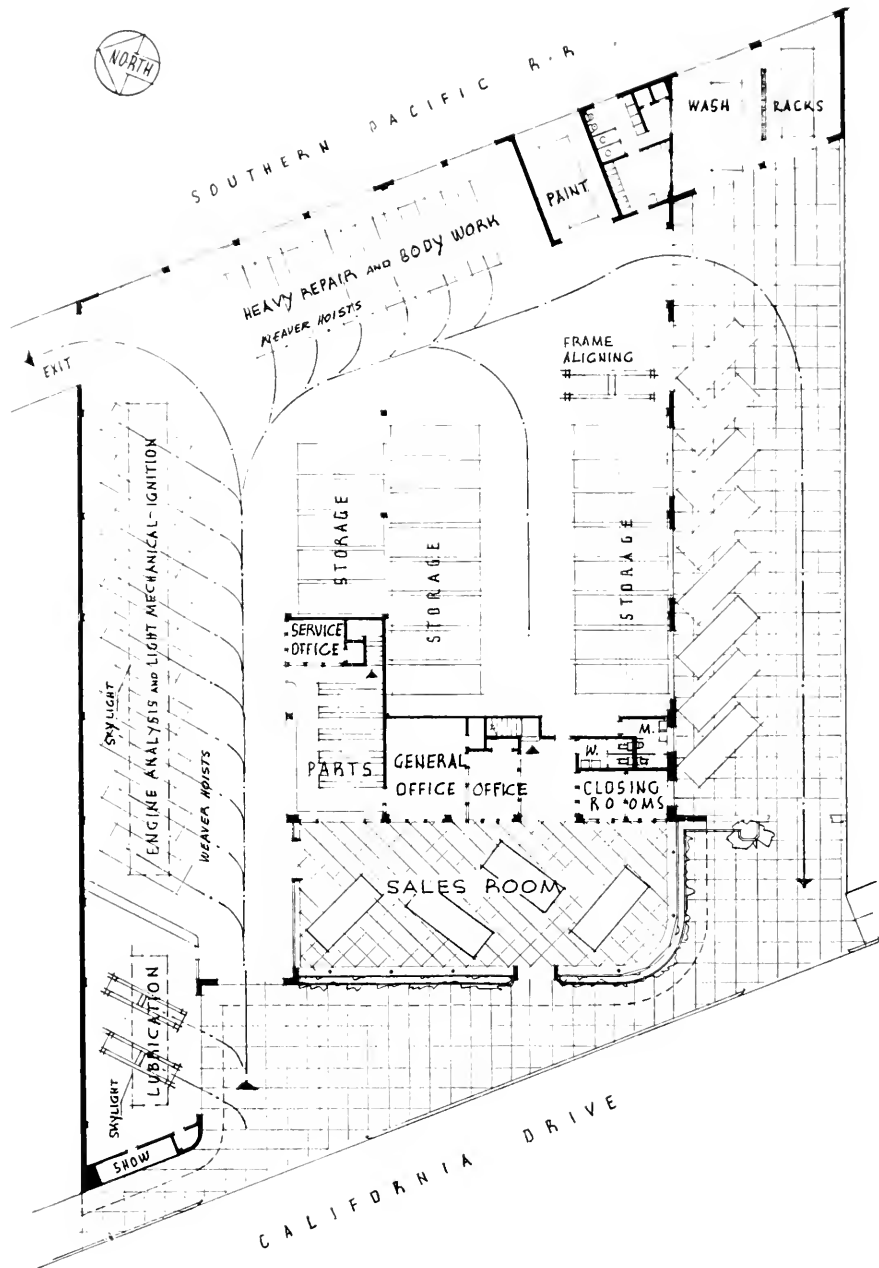 NORTH
SOUTHERN PACIFIC R.R.
WASH RACKS
PAINT
HEAVY REPAIR AND BODY WORK
WEAVER HOISTS
FRAME
ALIGNING
EXIT
ENGINE ANALYSIS AND LIGHT MECHANICAL-IGNITION
SKYLIGHT
WEAVER HOISTS
STORAGE
STORAGE
STORAGE
SERVICE
OFFICE
PARTS
GENERAL
OFFICE
OFFICE
W.
M.
CLOSING
ROOMS
SALES ROOM
LUBRICATION
SKYLIGHT
SHOW
CALIFORNIA DRIVE